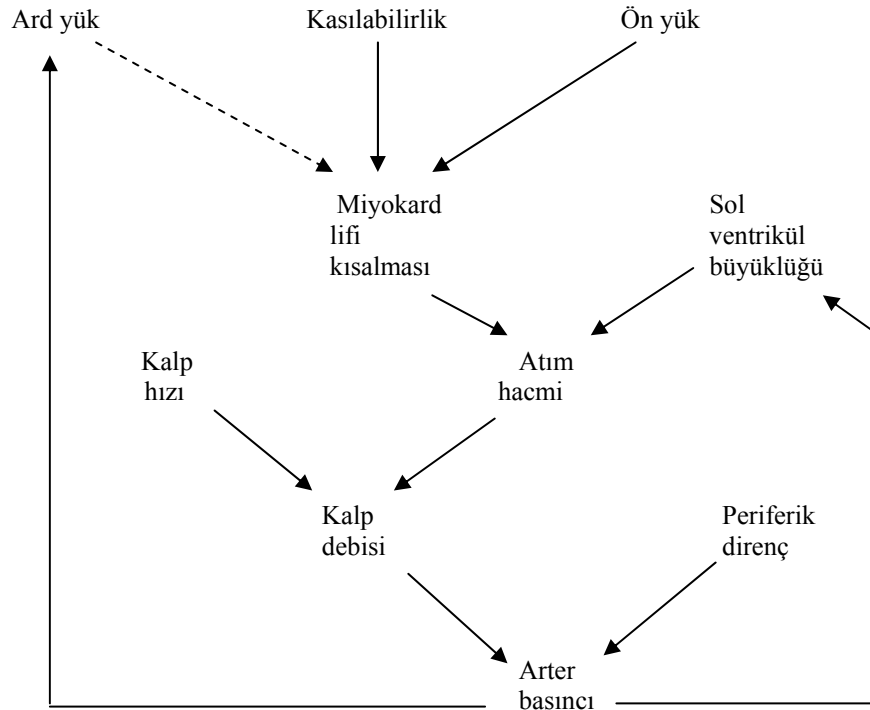 Ard yük
Kasılabilirlik
Ön yük
Miyokard
lifi
kısalması
Sol
ventrikül
büyüklüğü
Kalp
hızı
Atım
hacmi
Kalp
debisi
Periferik
direnç
Arter
basıncı